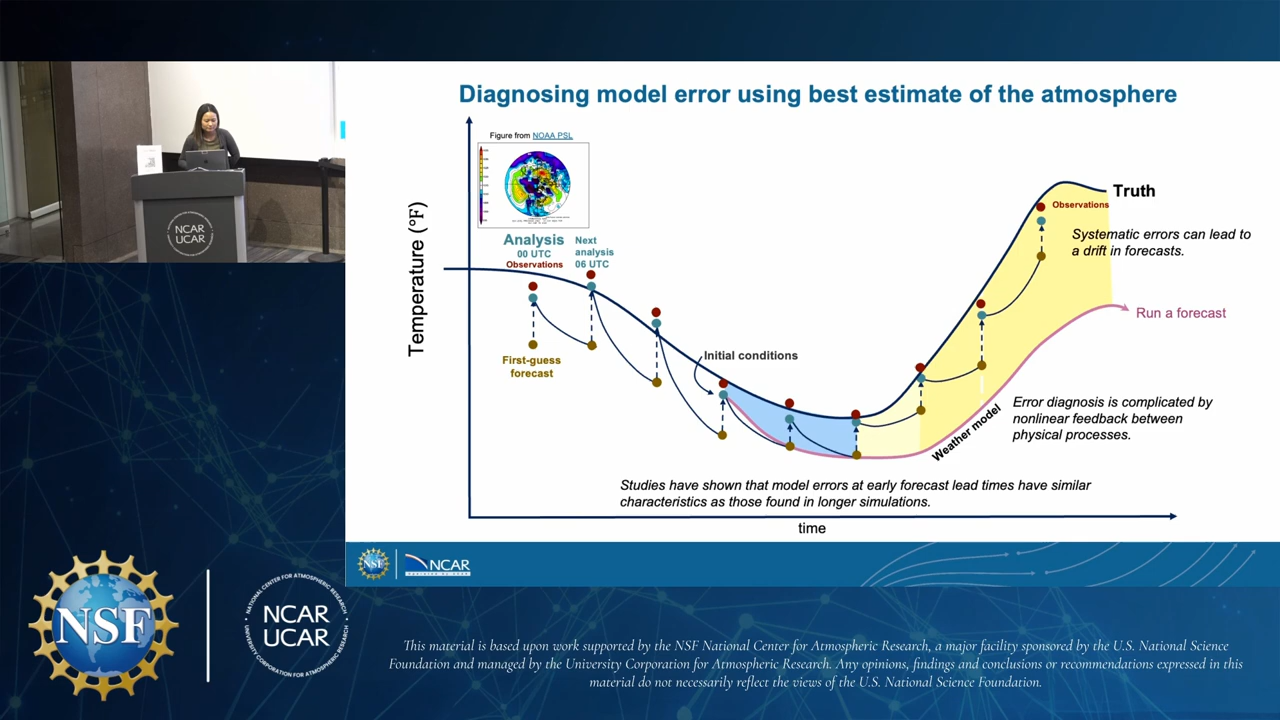 Diagnosing model error using best estimate of the atmosphere
Figure from NOAA PSL
Analysis
00 UTC
Observations
Next
analysis
06 UTC
First-guess
forecast
Initial conditions
Temperature (°F)
Truth
Observations
Systematic errors can lead to
a drift in forecasts.
Run a forecast
Weather model
Error diagnosis is complicated by
nonlinear feedback between
physical processes.
Studies have shown that model errors at early forecast lead times have similar
characteristics as those found in longer simulations.
time
NCAR
UCAR
NSF
NCAR
NSF
NATIONAL CENTER FOR ATMOSPHERIC RESEARCH
NCAR
UCAR
UNIVERSITY CORPORATION FOR ATMOSPHERIC RESEARCH
This material is based upon work supported by the NSF National Center for Atmospheric Research, a major facility sponsored by the U.S. National Science
Foundation and managed by the University Corporation for Atmospheric Research. Any opinions, findings and conclusions or recommendations expressed in this
material do not necessarily reflect the views of the U.S. National Science Foundation.